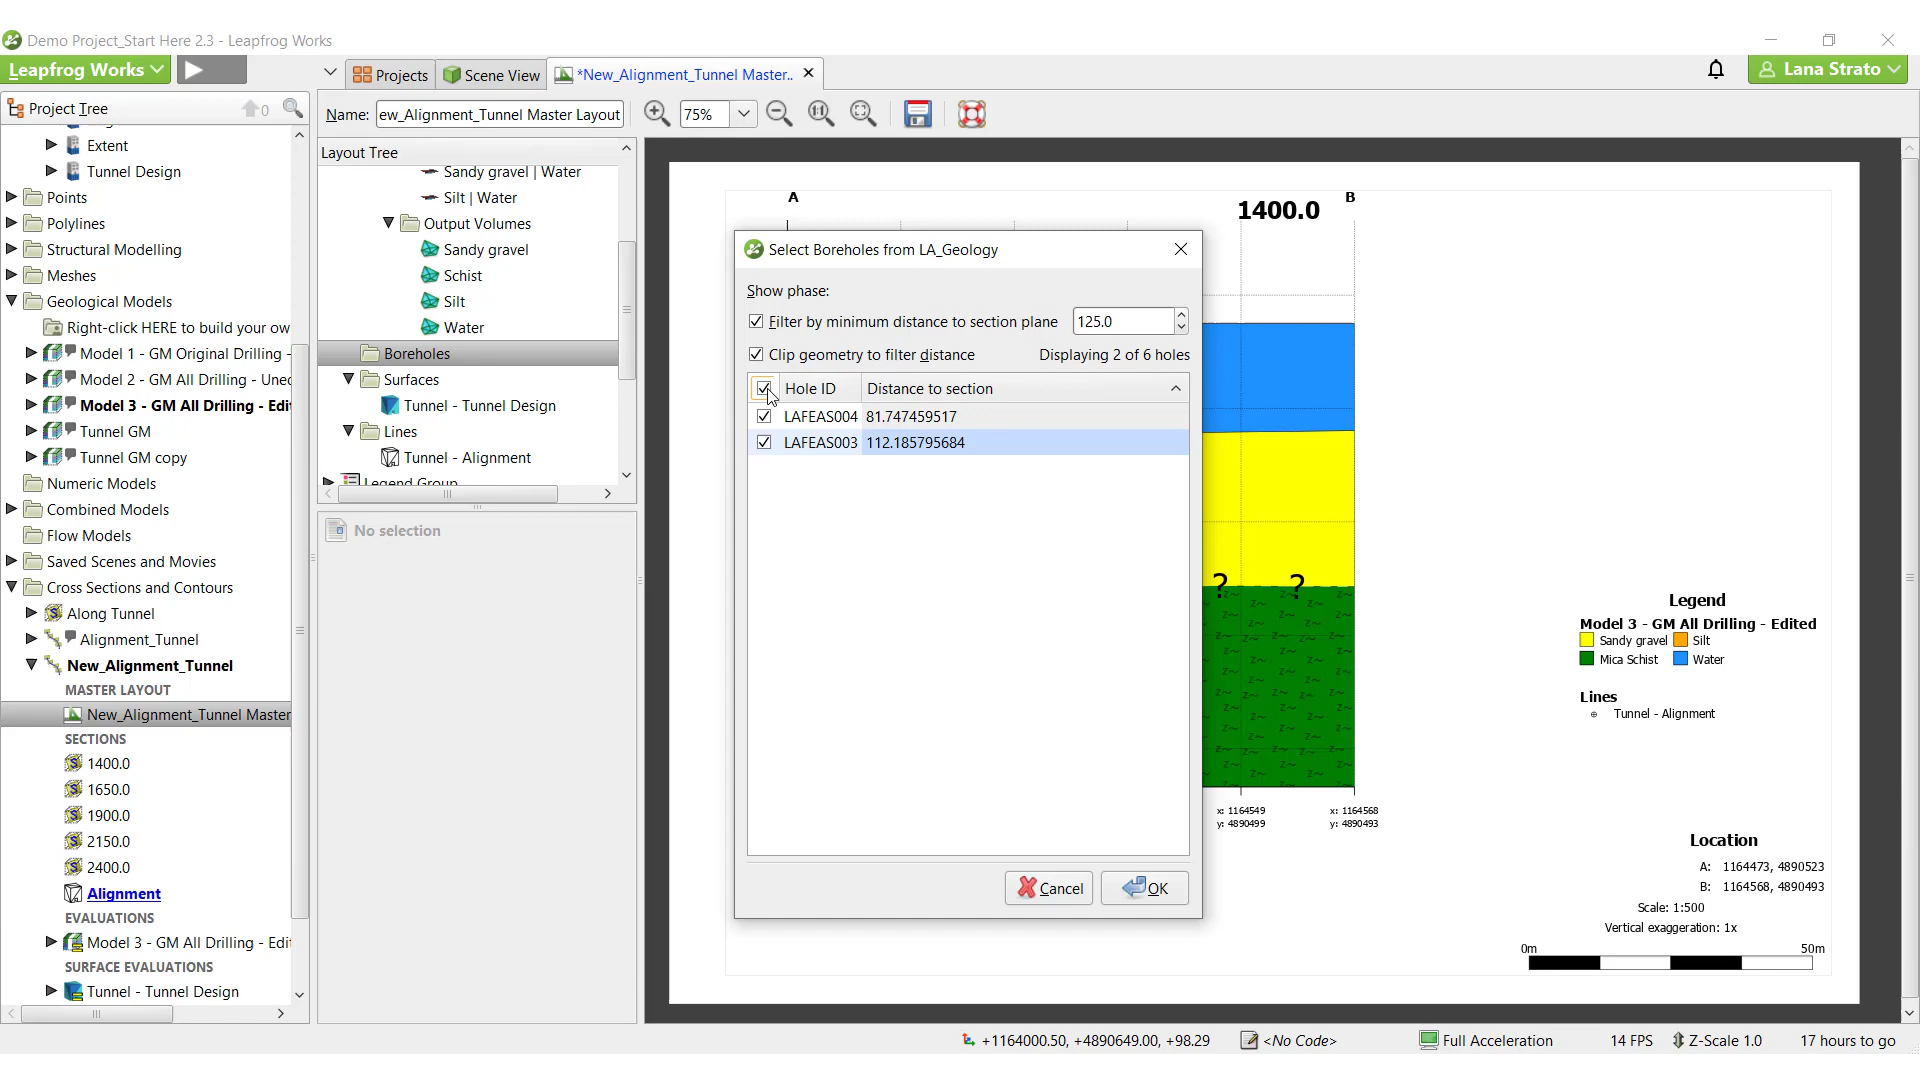 Demo Project_Start Here 2.3 - Leapfrog Works
Leapfrog Works
Projects
Scene View
*New_Alignment_Tunnel Master..
Lana Strato
Project Tree
0
Name:
ew_Alignment_Tunnel Master Layout
75%
Extent
Tunnel Design
Points
Polylines
Structural Modelling
Meshes
Geological Models
Right-click HERE to build your ow
Model 1 - GM Original Drilling -
Model 2 - GM All Drilling - Uned
Model 3 - GM All Drilling - Edit
Tunnel GM
Tunnel GM copy
Numeric Models
Combined Models
Flow Models
Saved Scenes and Movies
Cross Sections and Contours
Along Tunnel
Alignment_Tunnel
New_Alignment_Tunnel
MASTER LAYOUT
New_Alignment_Tunnel Master
SECTIONS
1400.0
1650.0
1900.0
2150.0
2400.0
Alignment
EVALUATIONS
Model 3 - GM All Drilling - Edit
SURFACE EVALUATIONS
Tunnel - Tunnel Design
Layout Tree
Sandy gravel | Water
Silt | Water
Output Volumes
Sandy gravel
Schist
Silt
Water
Boreholes
Surfaces
Tunnel - Tunnel Design
Lines
Tunnel - Alignment
Legend Group
No selection
A
B
1400.0
Select Boreholes from LA_Geology
Show phase:
Filter by minimum distance to section plane
125.0
Clip geometry to filter distance
Displaying 2 of 6 holes
Hole ID
Distance to section
LAFEAS004
81.747459517
LAFEAS003
112.185795684
Cancel
OK
? ?
x: 1164549
y: 4890499
x: 1164568
y: 4890493
Legend
Model 3 - GM All Drilling - Edited
Sandy gravel
Silt
Mica Schist
Water
Lines
Tunnel - Alignment
Location
A: 1164473, 4890523
B: 1164568, 4890493
Scale: 1:500
Vertical exaggeration: 1x
0m
50m
+1164000.50, +4890649.00, +98.29
<No Code>
Full Acceleration
14 FPS
Z-Scale 1.0
17 hours to go